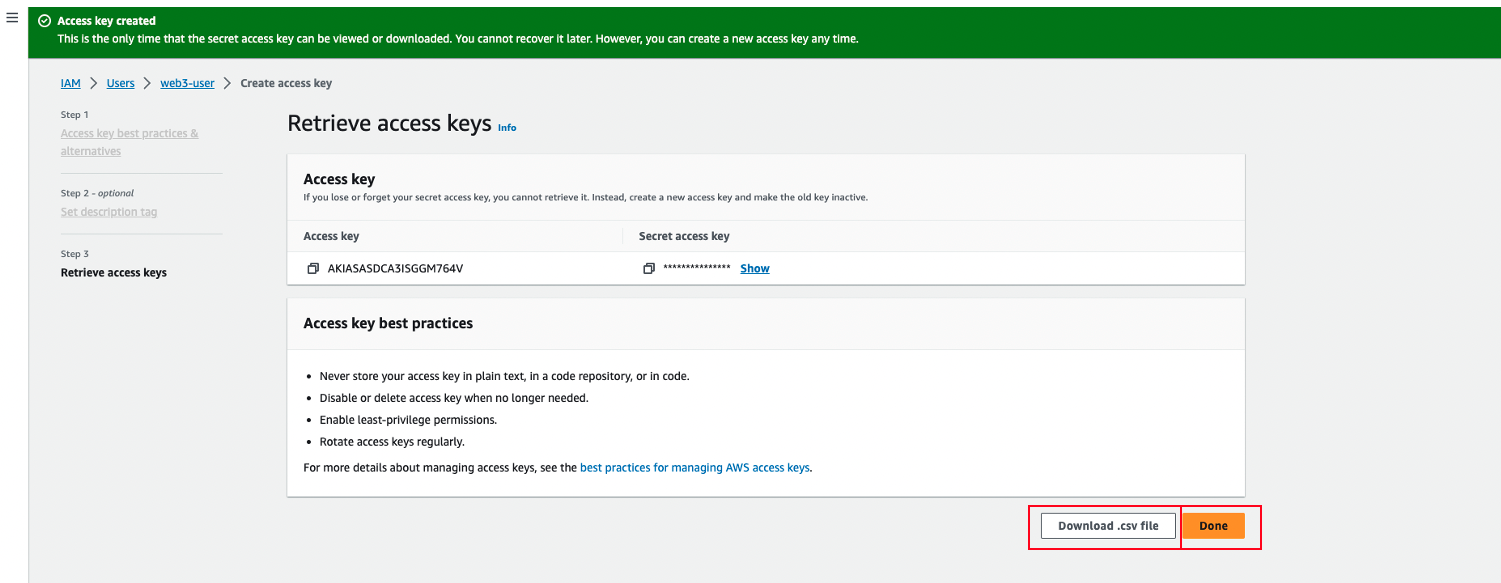 Access key created
This is the only time that the secret access key can be viewed or downloaded. You cannot recover it later. However, you can create a new access key any time.
IAM > Users > web3-user > Create access key
Step 1
Access key best practices &
alternatives
Step 2 - optional
Set description tag
Step 3
Retrieve access keys
Retrieve access keys Info
Access key
If you lose or forget your secret access key, you cannot retrieve it. Instead, create a new access key and make the old key inactive.
Access key Secret access key
AKIASASDCA3ISGGM764V *************** Show
Access key best practices
• Never store your access key in plain text, in a code repository, or in code.
• Disable or delete access key when no longer needed.
• Enable least-privilege permissions.
• Rotate access keys regularly.
For more details about managing access keys, see the best practices for managing AWS access keys.
Download .csv file Done